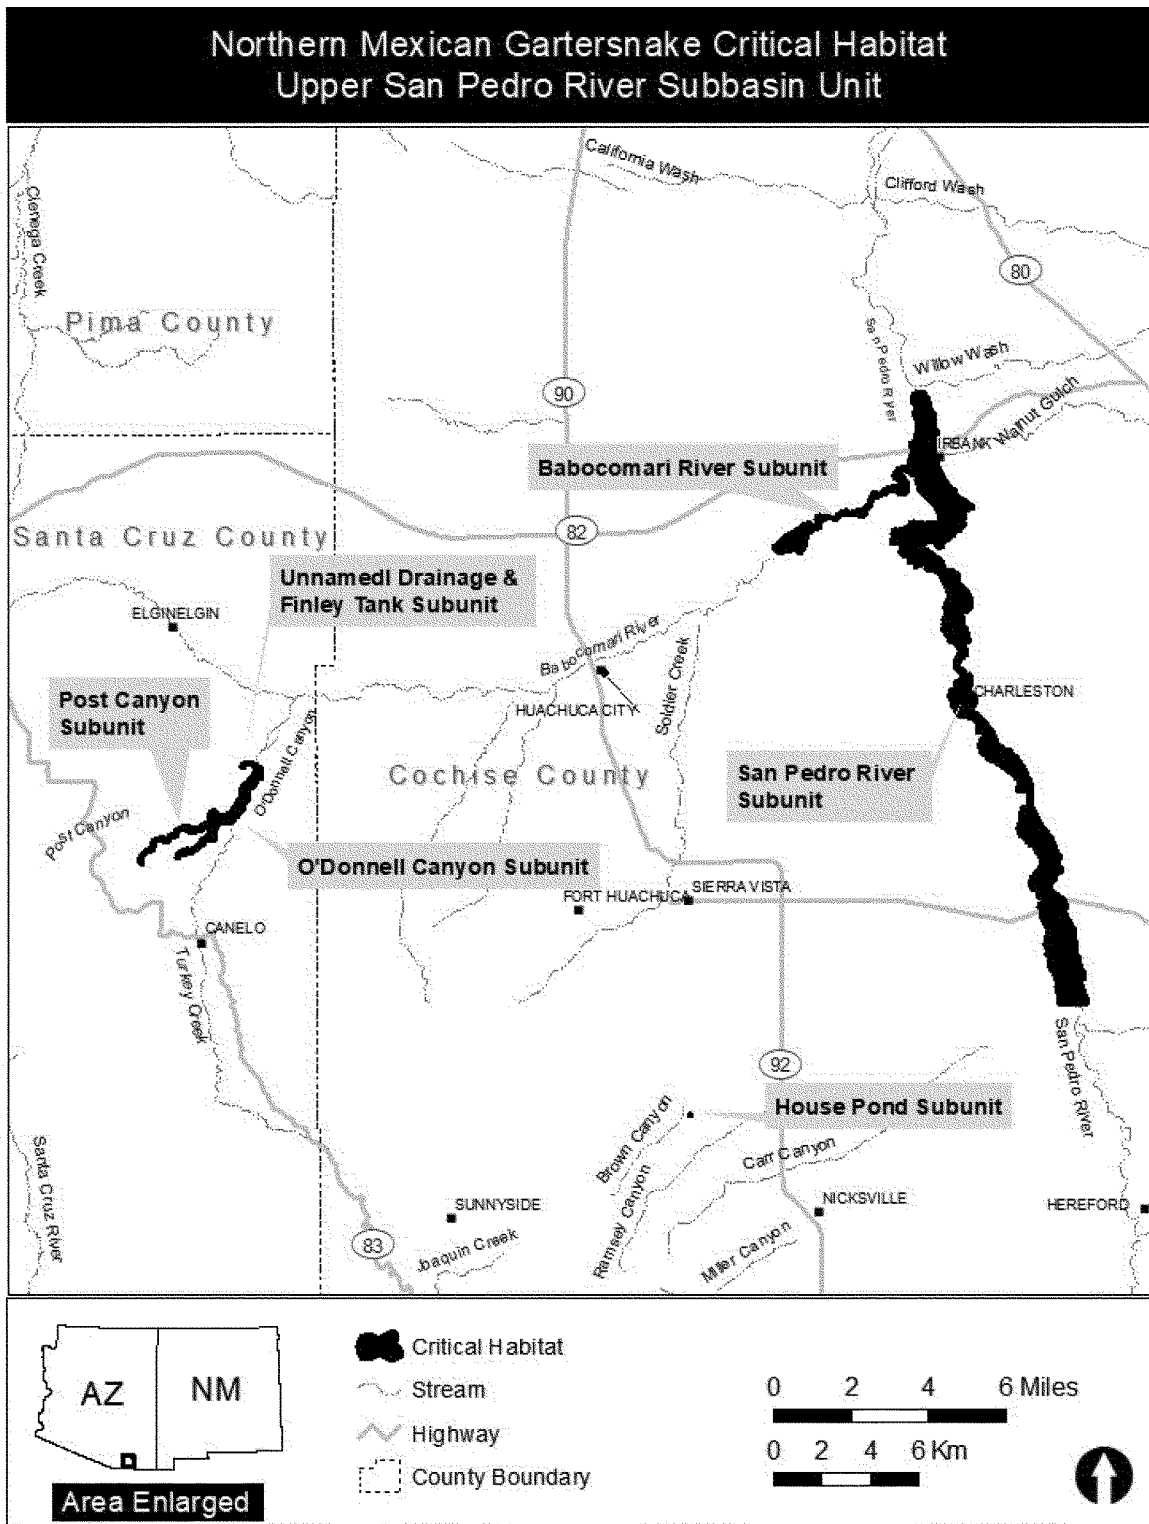 Northern Mexican Gartersnake Critical Habitat
Upper San Pedro River Subbasin Unit
California Wash
Clifford Wash
Cienega Creek
80
Pima County
San Pedro River
Willow Wash
90
Walnut Gulch
IRBANK
Babocomari River Subunit
82
Santa Cruz County
Unnamedl Drainage &
Finley Tank Subunit
ELGINELGIN
Babocomari River
Soldier Creek
Post Canyon
Subunit
CHARLESTON
HUACHUCA CITY
O'Donnell Canyon
Cochise County
San Pedro River
Subunit
Post Canyon
O'Donnell Canyon Subunit
SIERRA VISTA
FORT HUACHUCA
CANELO
Turkey Creek
San Pedro River
92
House Pond Subunit
Brown Canyon
Carr Canyon
Santa Cruz River
Ramsey Canyon
SUNNYSIDE
NICKSVILLE
HEREFORD
83
Joaquin Creek
Miller Canyon
AZ
NM
Area Enlarged
Critical Habitat
Stream
Highway
County Boundary
0 2 4 6 Miles
0 2 4 6 Km